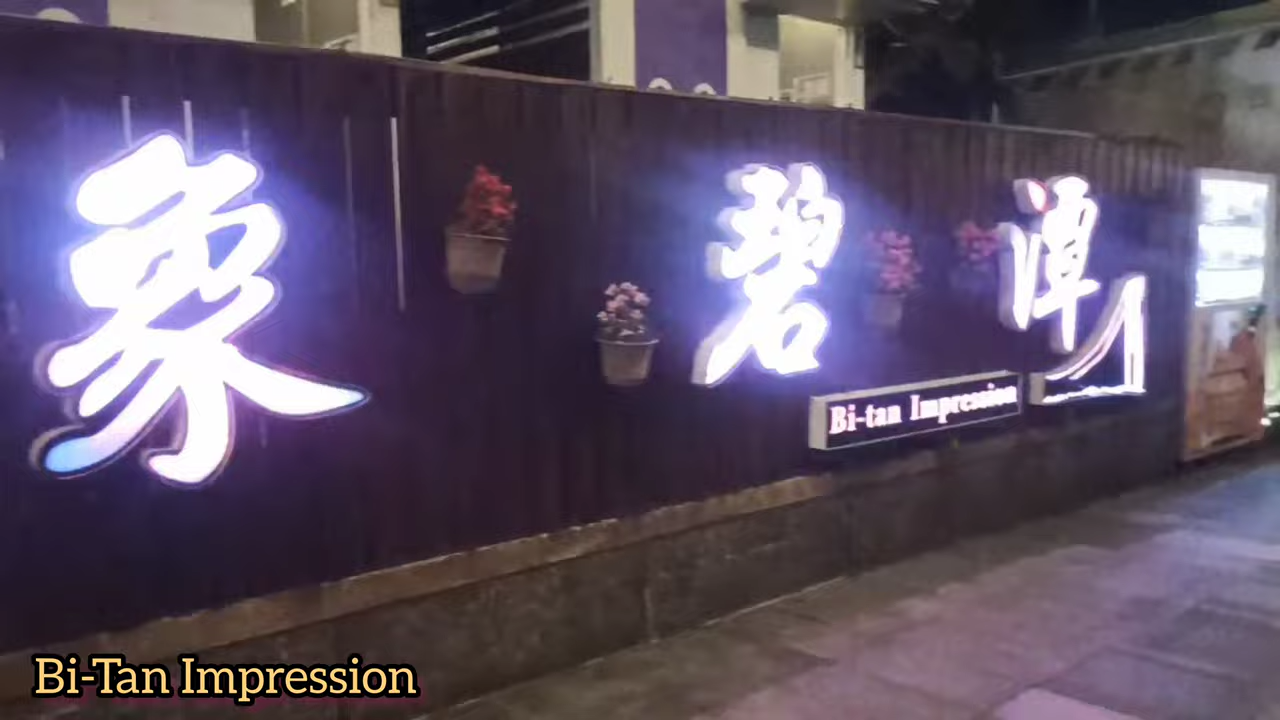 象 碧 潭
Bi-tan Impression
Bi-Tan Impression